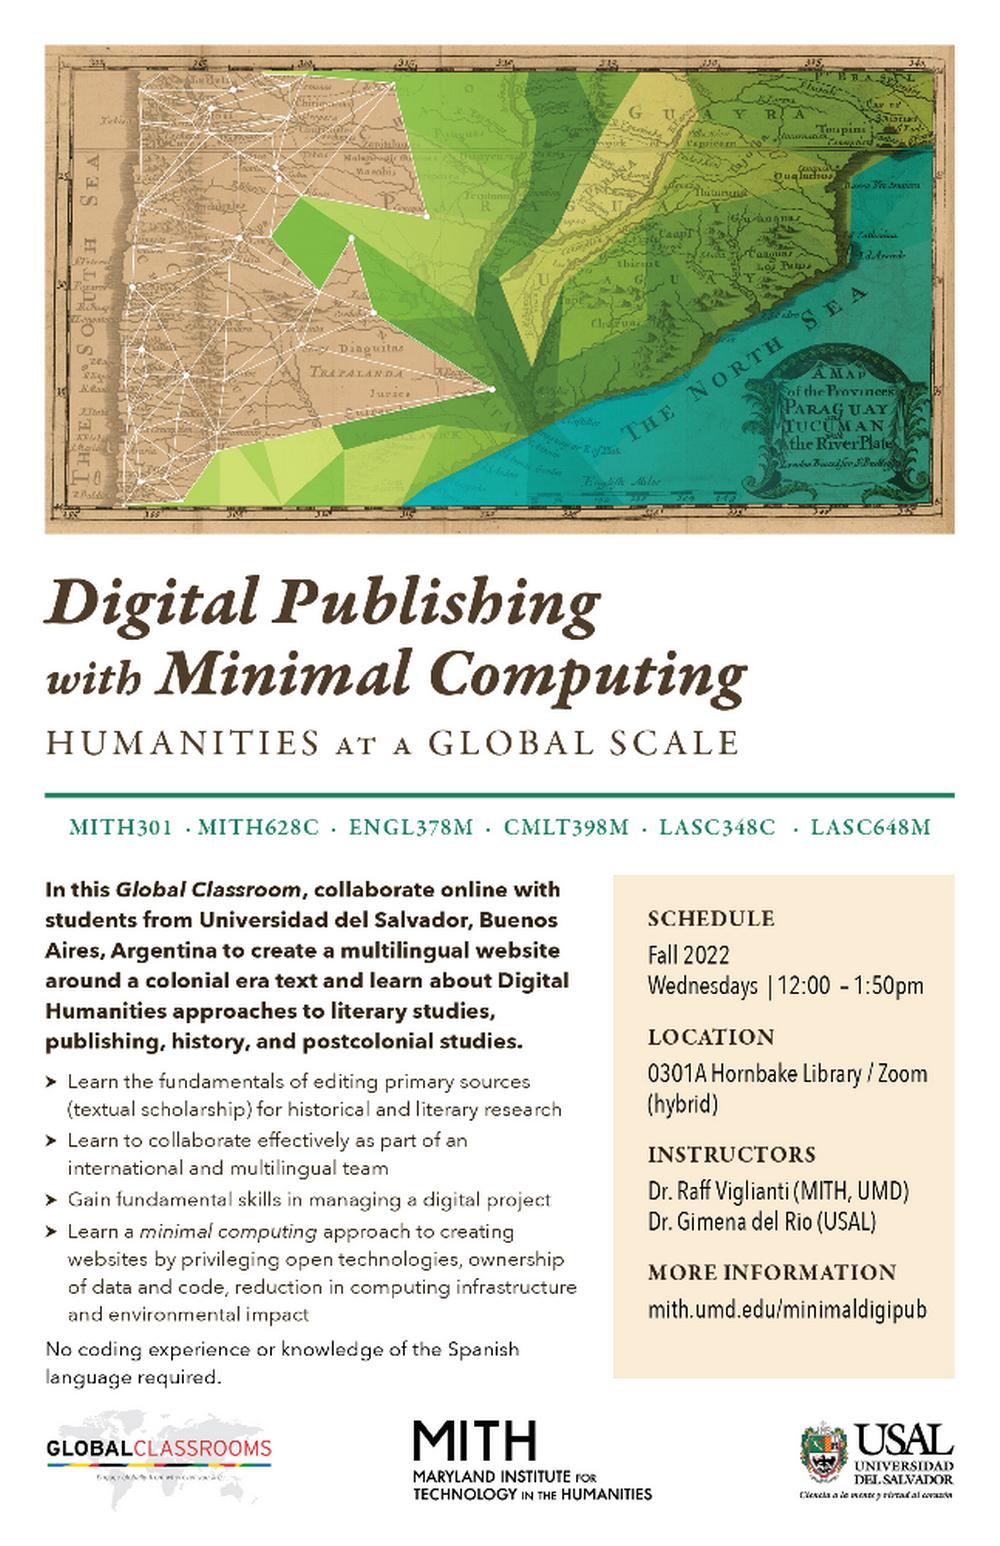 THE SOUTH SEA
GUAYRA
Toupins
Diaguitas
TRAPALANDA
THE NORTH SEA
A MAP
of the Provinces
PARAGUAY
TUCUMAN
the River Plate
English Miles
Digital Publishing
with Minimal Computing
HUMANITIES AT A GLOBAL SCALE
MITH301 · MITH628C · ENGL378M · CMLT398M · LASC348C · LASC648M
In this Global Classroom, collaborate online with
students from Universidad del Salvador, Buenos
Aires, Argentina to create a multilingual website
around a colonial era text and learn about Digital
Humanities approaches to literary studies,
publishing, history, and postcolonial studies.
➤ Learn the fundamentals of editing primary sources
(textual scholarship) for historical and literary research
➤ Learn to collaborate effectively as part of an
international and multilingual team
➤ Gain fundamental skills in managing a digital project
➤ Learn a minimal computing approach to creating
websites by privileging open technologies, ownership
of data and code, reduction in computing infrastructure
and environmental impact
No coding experience or knowledge of the Spanish
language required.
SCHEDULE
Fall 2022
Wednesdays | 12:00 – 1:50pm
LOCATION
0301A Hornbake Library / Zoom
(hybrid)
INSTRUCTORS
Dr. Raff Viglianti (MITH, UMD)
Dr. Gimena del Rio (USAL)
MORE INFORMATION
mith.umd.edu/minimaldigipub
GLOBALCLASSROOMS
MITH
MARYLAND INSTITUTE FOR
TECHNOLOGY IN THE HUMANITIES
USAL
UNIVERSIDAD
DEL SALVADOR
Ciencia a la mente y virtud al corazón